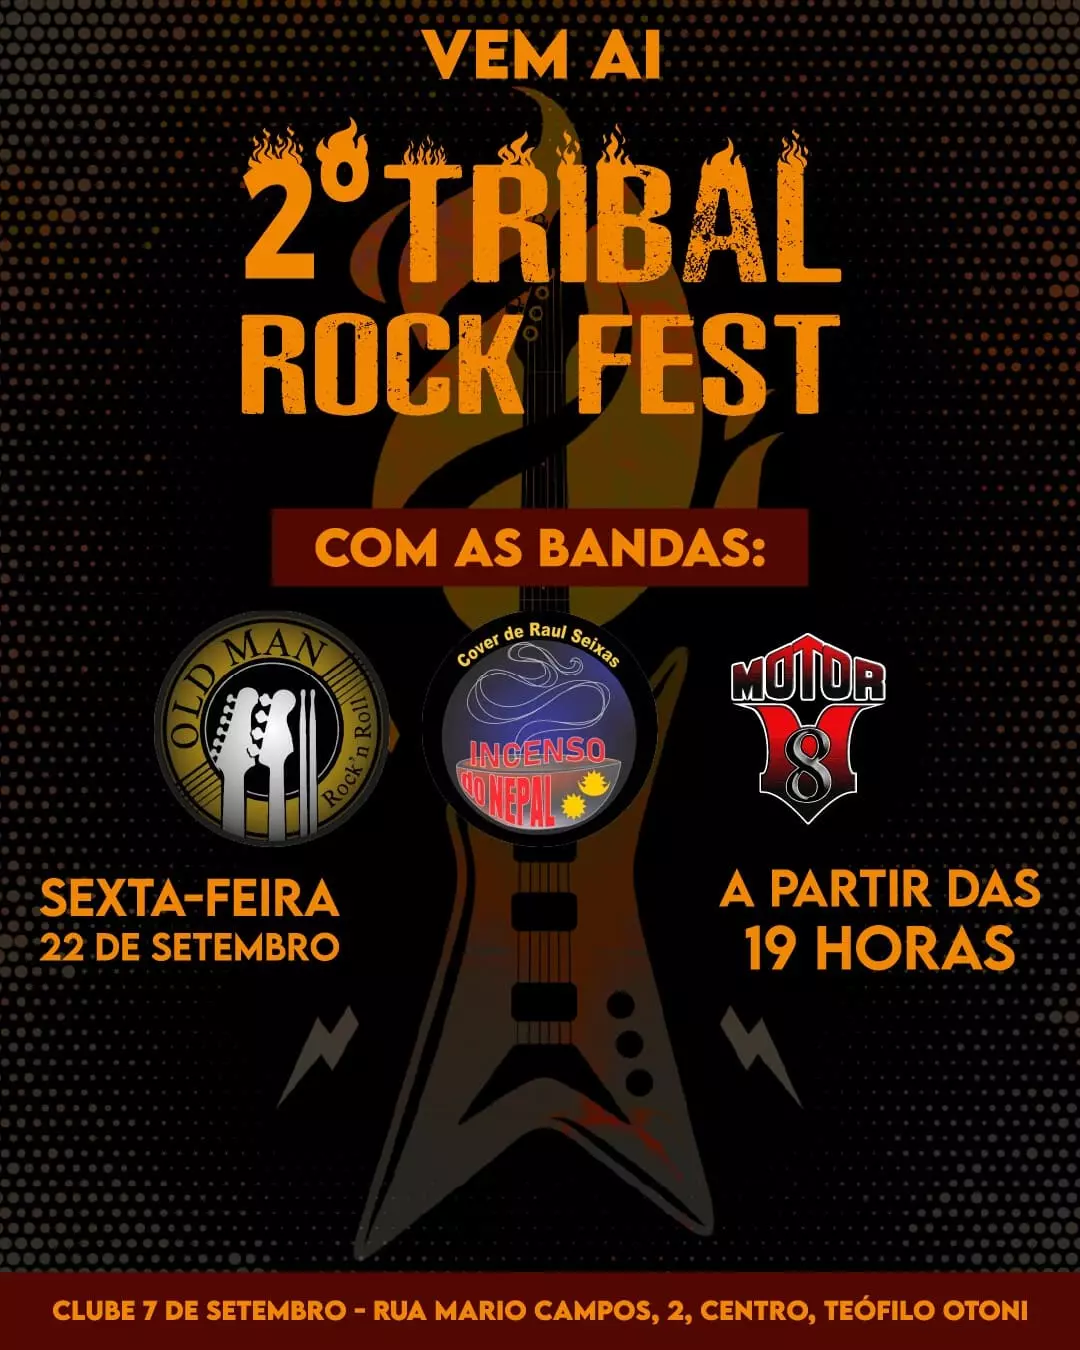 VEM AI
2º TRIBAL
ROCK FEST
COM AS BANDAS:
OLD MAN
Rock'n Roll
Cover de Raul Seixas
INCENSO
do NEPAL
MOTOR
V8
SEXTA-FEIRA
22 DE SETEMBRO
A PARTIR DAS
19 HORAS
CLUBE 7 DE SETEMBRO - RUA MARIO CAMPOS, 2, CENTRO, TEÓFILO OTONI